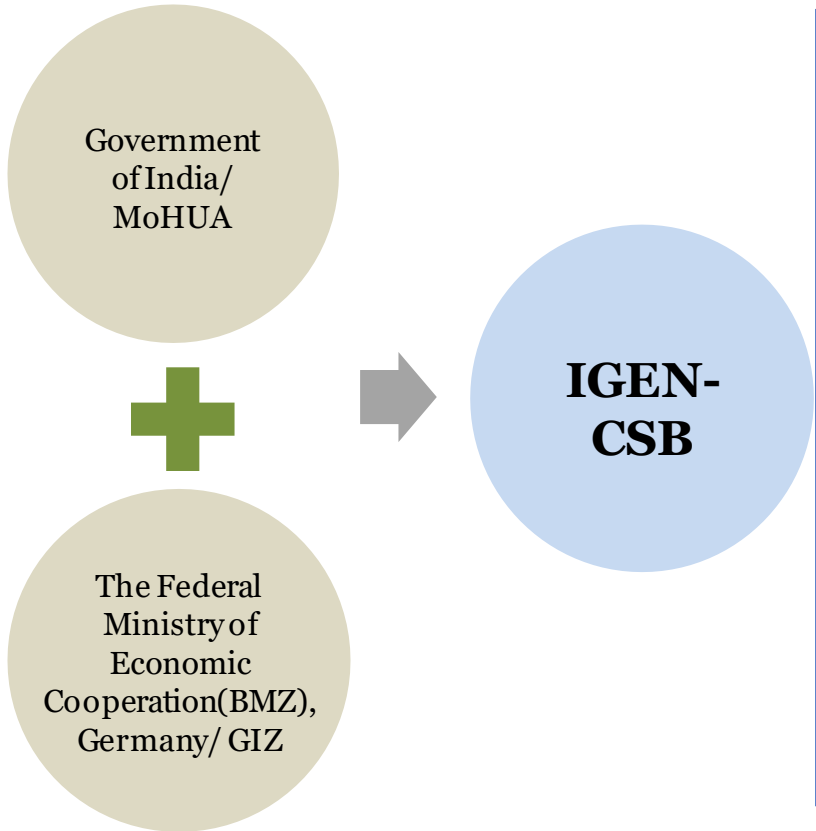 Government
of India/
MoHUA
IGEN-
CSB
The Federal
Ministry of
Economic
Cooperation(BMZ),
Germany/ GIZ